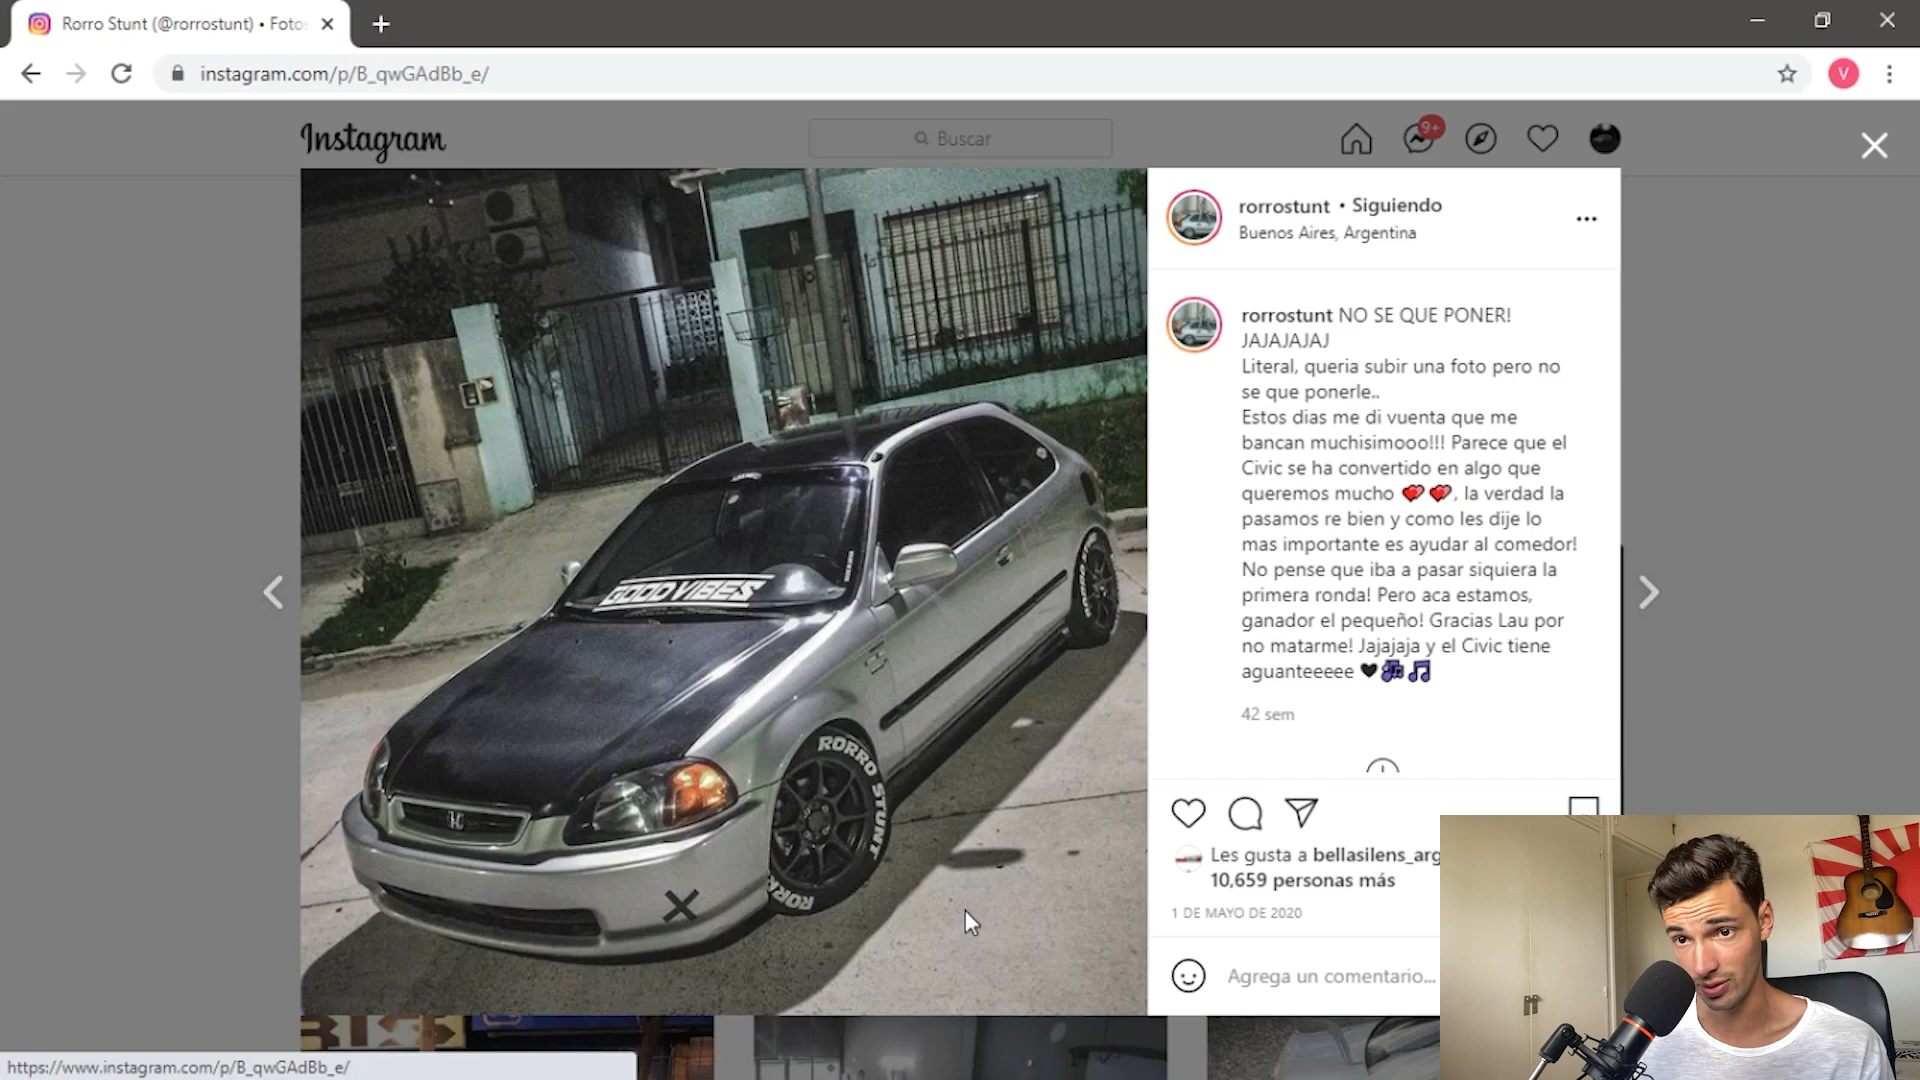 Rorro Stunt (@rorrostunt) • Fotos
instagram.com/p/B_qwGAdBb_e/
V
Instagram
Buscar
9+
rorrostunt • Siguiendo
Buenos Aires, Argentina
rorrostunt NO SE QUE PONER!
JAJAJAJAJ
Literal, queria subir una foto pero no
se que ponerle..
Estos dias me di vuenta que me
bancan muchisimooo!!! Parece que el
Civic se ha convertido en algo que
queremos mucho 💕💕, la verdad la
pasamos re bien y como les dije lo
mas importante es ayudar al comedor!
No pense que iba a pasar siquiera la
primera ronda! Pero aca estamos,
ganador el pequeño! Gracias Lau por
no matarme! Jajajaja y el Civic tiene
aguanteeeee 🖤🎶🎵
42 sem
GOOD VIBES
RORRO STUNT
RORR
Les gusta a bellasilens_arg
10,659 personas más
1 DE MAYO DE 2020
Agrega un comentario...
https://www.instagram.com/p/B_qwGAdBb_e/